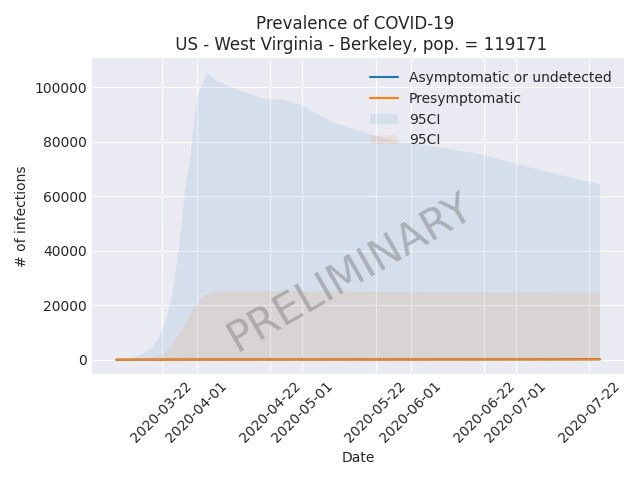 Prevalence of COVID-19
US - West Virginia - Berkeley, pop. = 119171
Asymptomatic or undetected
Presymptomatic
95CI
95CI
100000
80000
60000
40000
20000
0
# of infections
PRELIMINARY
2020-03-22
2020-04-01
2020-04-22
2020-05-01
2020-05-22
2020-06-01
2020-06-22
2020-07-01
2020-07-22
Date